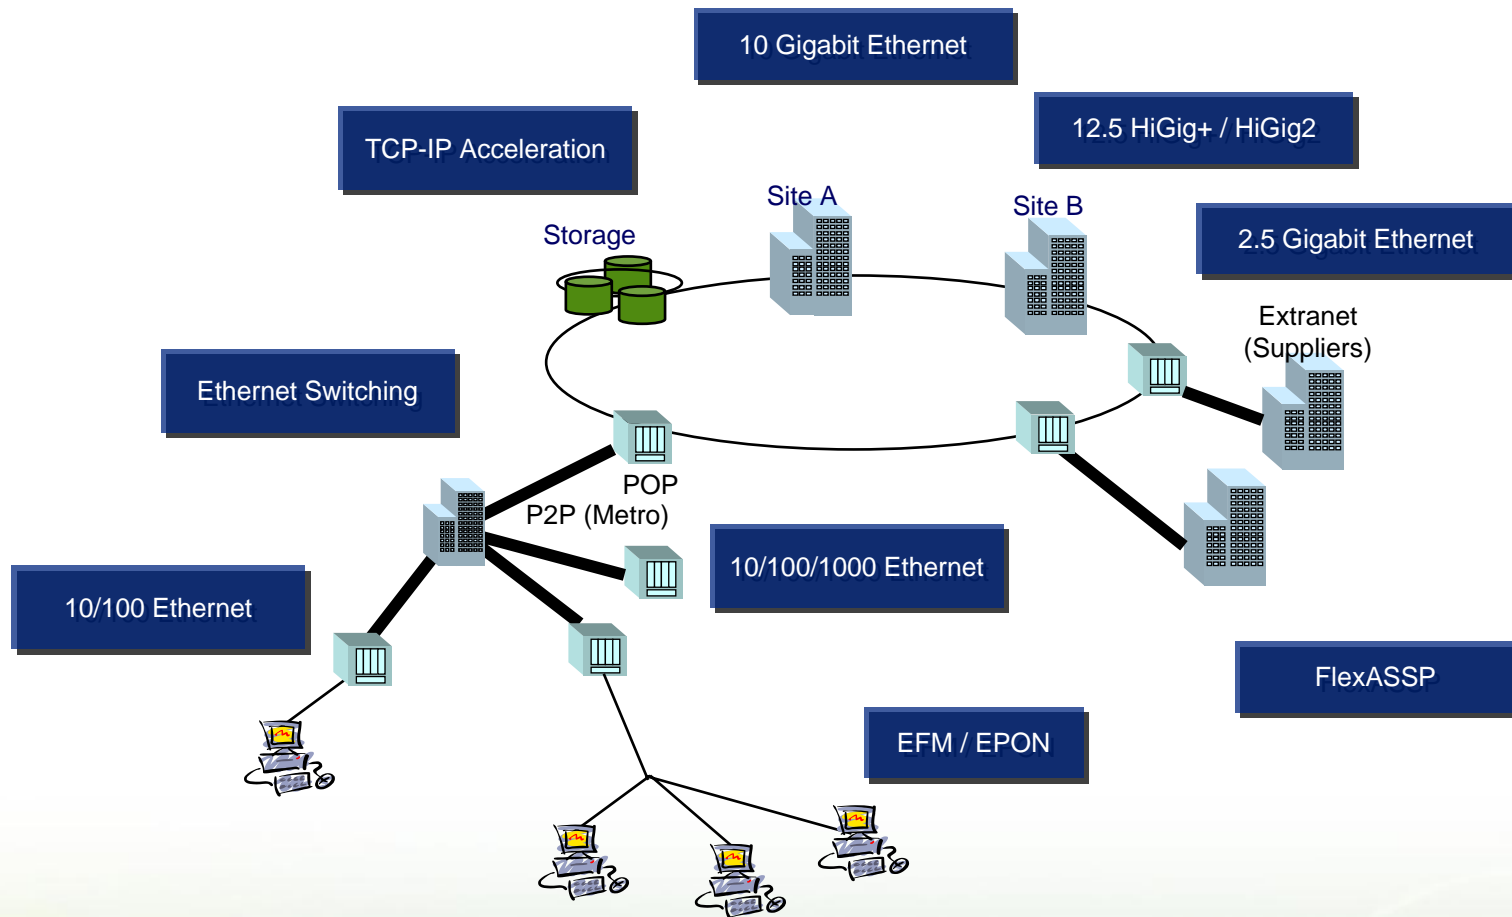 10 Gigabit Ethernet
12.5 HiGig+ / HiGig2
TCP-IP Acceleration
Site A
Site B
Storage
2.5 Gigabit Ethernet
Extranet
(Suppliers)
Ethernet Switching
POP
P2P (Metro)
10/100/1000 Ethernet
10/100 Ethernet
FlexASSP
EFM / EPON